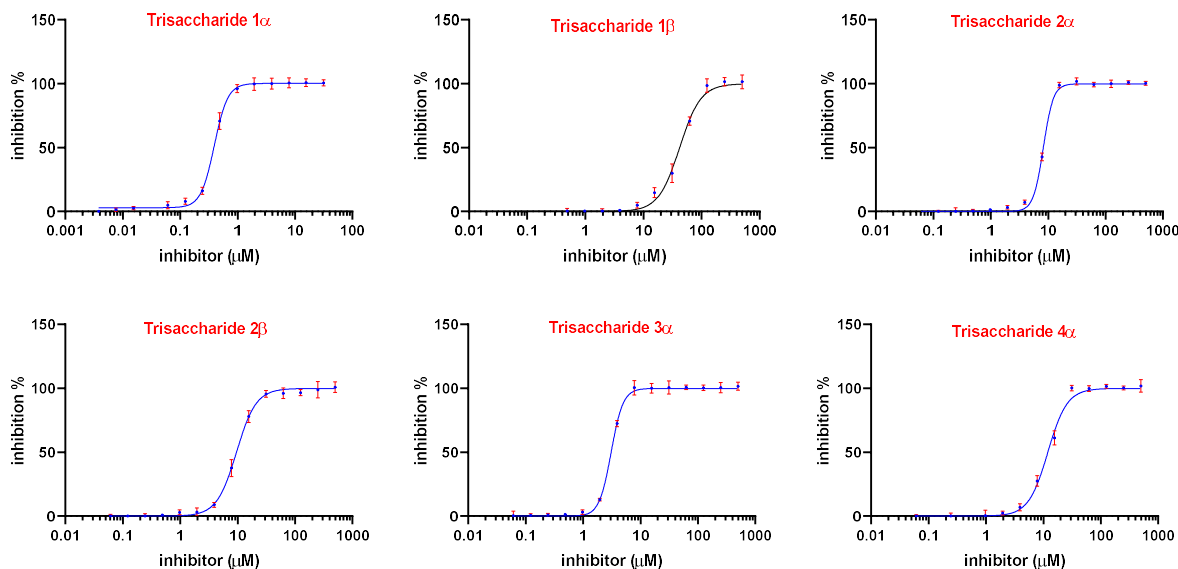 Trisaccharide 1α
inhibition %
150
100
50
0
0.001 0.01 0.1 1 10 100
inhibitor (μM)
Trisaccharide 1β
inhibition %
150
100
50
0
0.01 0.1 1 10 100 1000
inhibitor (μM)
Trisaccharide 2α
inhibition %
150
100
50
0
0.01 0.1 1 10 100 1000
inhibitor (μM)
Trisaccharide 2β
inhibition %
150
100
50
0
0.01 0.1 1 10 100 1000
inhibitor (μM)
Trisaccharide 3α
inhibition %
150
100
50
0
0.01 0.1 1 10 100 1000
inhibitor (μM)
Trisaccharide 4α
inhibition %
150
100
50
0
0.01 0.1 1 10 100 1000
inhibitor (μM)